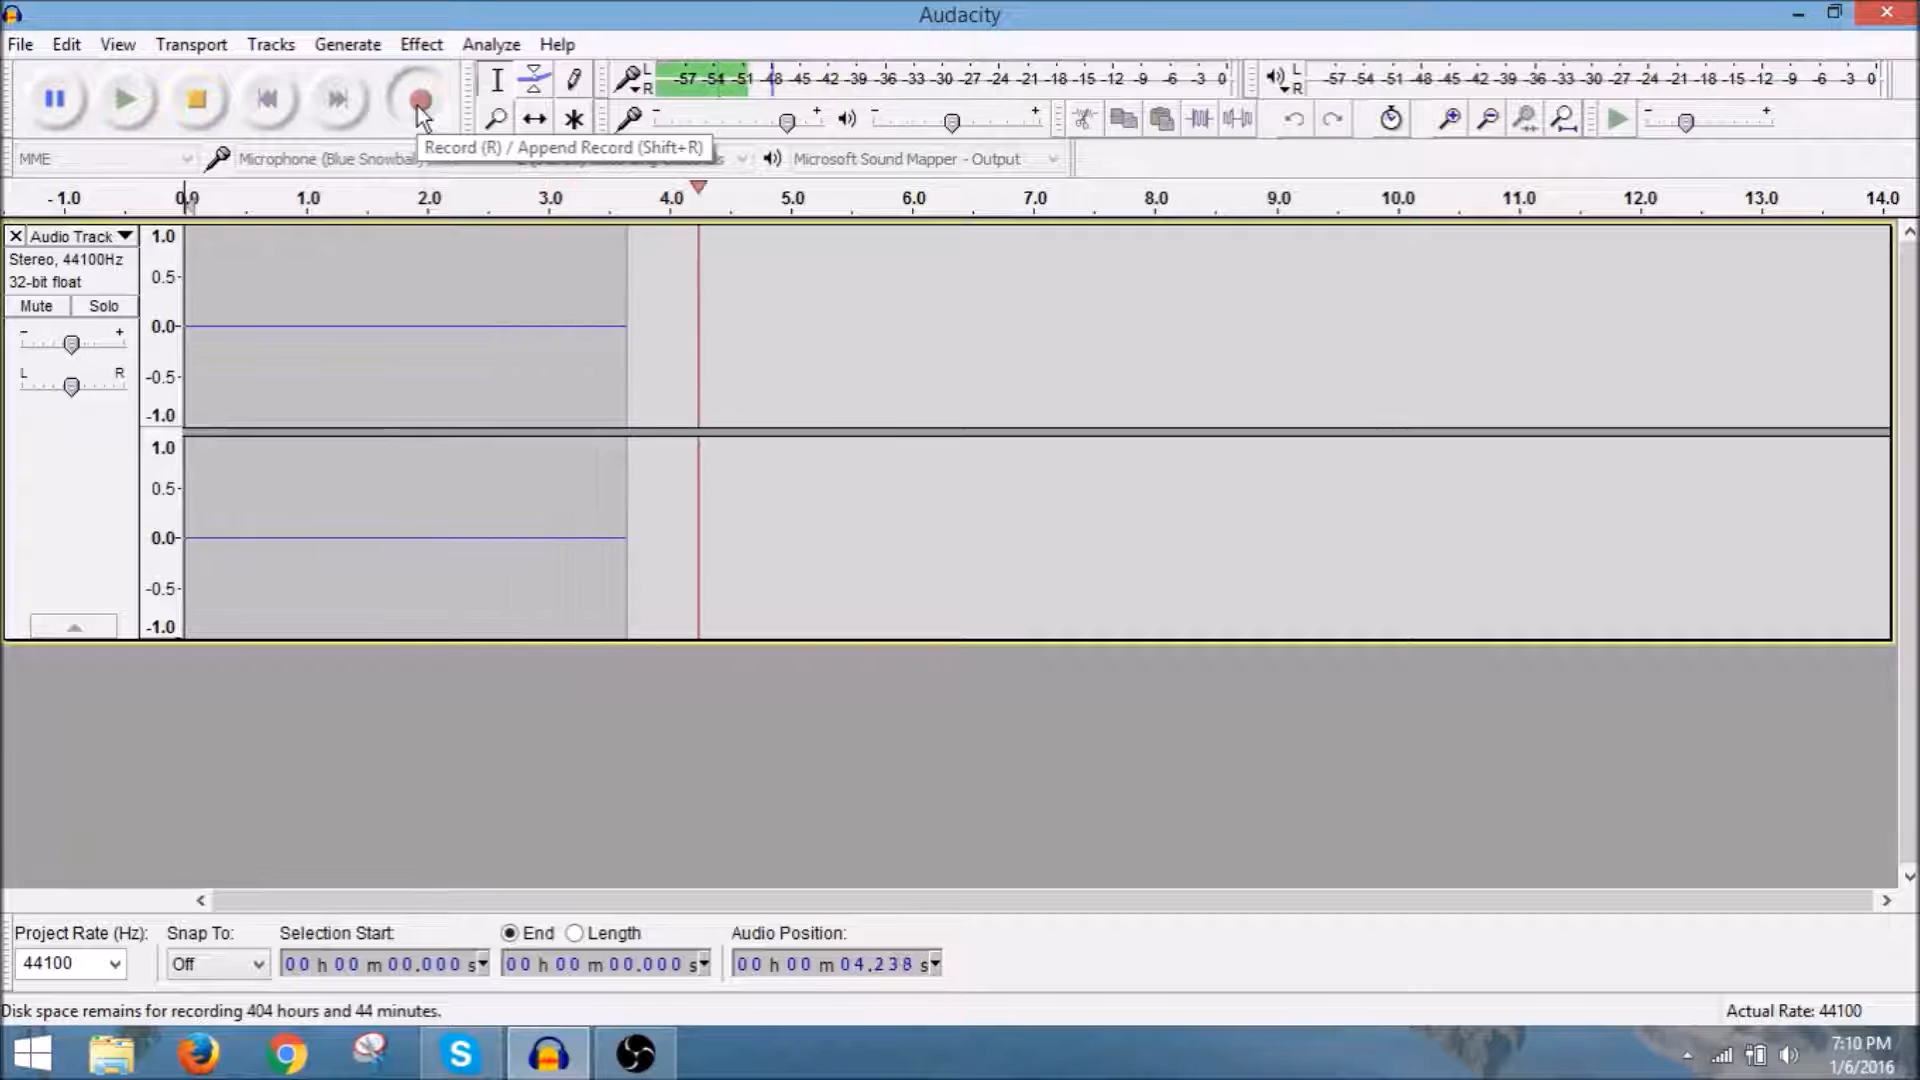 Audacity
File Edit View Transport Tracks Generate Effect Analyze Help
L R -57 -54 -51 -48 -45 -42 -39 -36 -33 -30 -27 -24 -21 -18 -15 -12 -9 -6 -3 0
L R -57 -54 -51 -48 -45 -42 -39 -36 -33 -30 -27 -24 -21 -18 -15 -12 -9 -6 -3 0
- + - + - +
Record (R) / Append Record (Shift+R)
MME Microphone (Blue Snowbal Microsoft Sound Mapper - Output
-1.0 0.0 1.0 2.0 3.0 4.0 5.0 6.0 7.0 8.0 9.0 10.0 11.0 12.0 13.0 14.0
X Audio Track 1.0
Stereo, 44100Hz
32-bit float 0.5-
Mute Solo
- + 0.0-
L R -0.5-
-1.0
1.0
0.5-
0.0-
-0.5-
-1.0
Project Rate (Hz): Snap To: Selection Start: End Length Audio Position:
44100 Off 00 h 00 m 00.000 s 00 h 00 m 00.000 s 00 h 00 m 04.238 s
Disk space remains for recording 404 hours and 44 minutes. Actual Rate: 44100
7:10 PM
1/6/2016